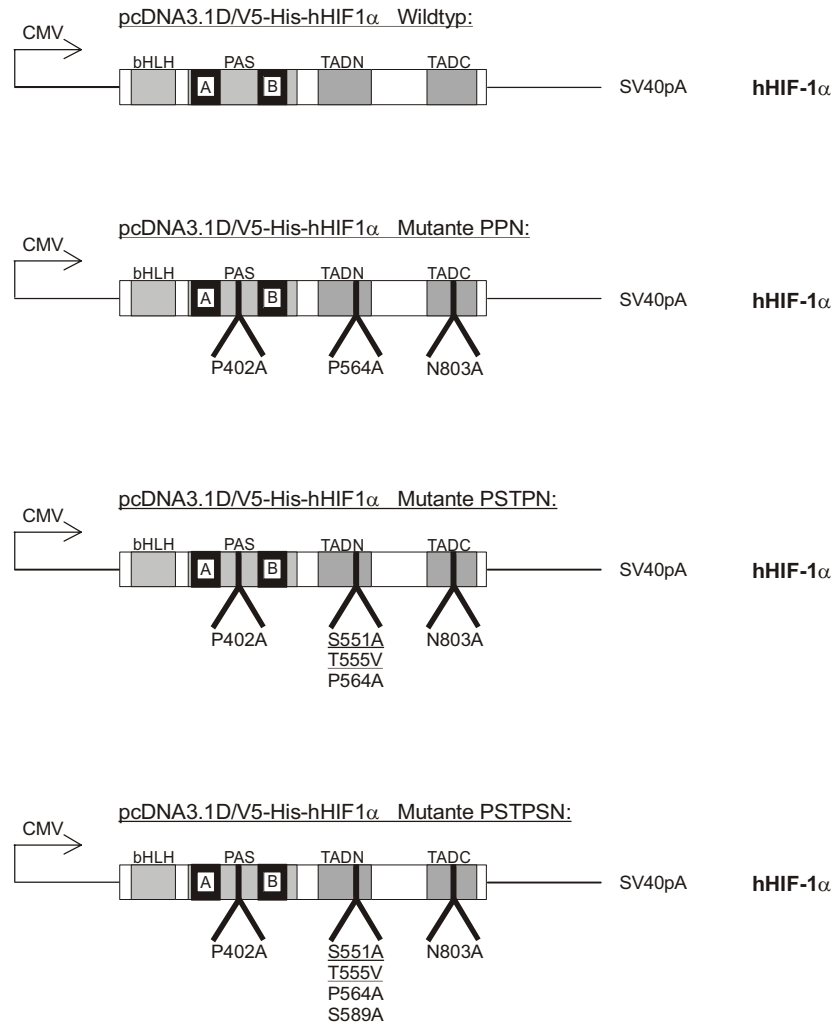 pcDNA3.1D/V5-His-hHIF1α Wildtyp:
CMV
bHLH PAS TADN TADC
A B
SV40pA hHIF-1α
pcDNA3.1D/V5-His-hHIF1α Mutante PPN:
CMV
bHLH PAS TADN TADC
A B
SV40pA hHIF-1α
P402A P564A N803A
pcDNA3.1D/V5-His-hHIF1α Mutante PSTPN:
CMV
bHLH PAS TADN TADC
A B
SV40pA hHIF-1α
P402A S551A N803A
T555V
P564A
pcDNA3.1D/V5-His-hHIF1α Mutante PSTPSN:
CMV
bHLH PAS TADN TADC
A B
SV40pA hHIF-1α
P402A S551A N803A
T555V
P564A
S589A